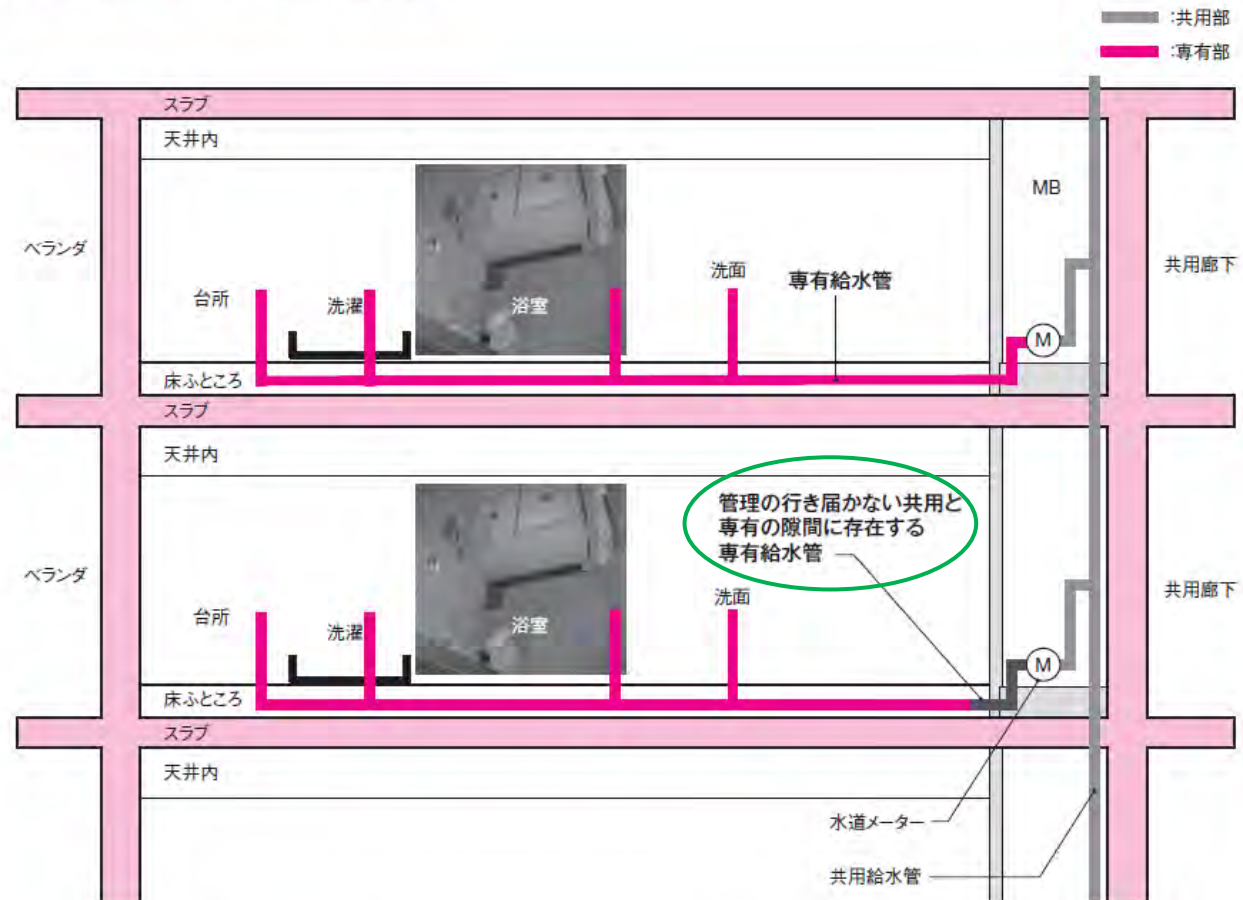 :共用部
:専有部
スラブ
天井内
MB
ベランダ
共用廊下
台所
洗濯
浴室
洗面
専有給水管
M
床ふところ
スラブ
天井内
管理の行き届かない共用と
専有の隙間に存在する
専有給水管
ベランダ
共用廊下
台所
洗濯
浴室
洗面
M
床ふところ
スラブ
天井内
水道メーター
共用給水管